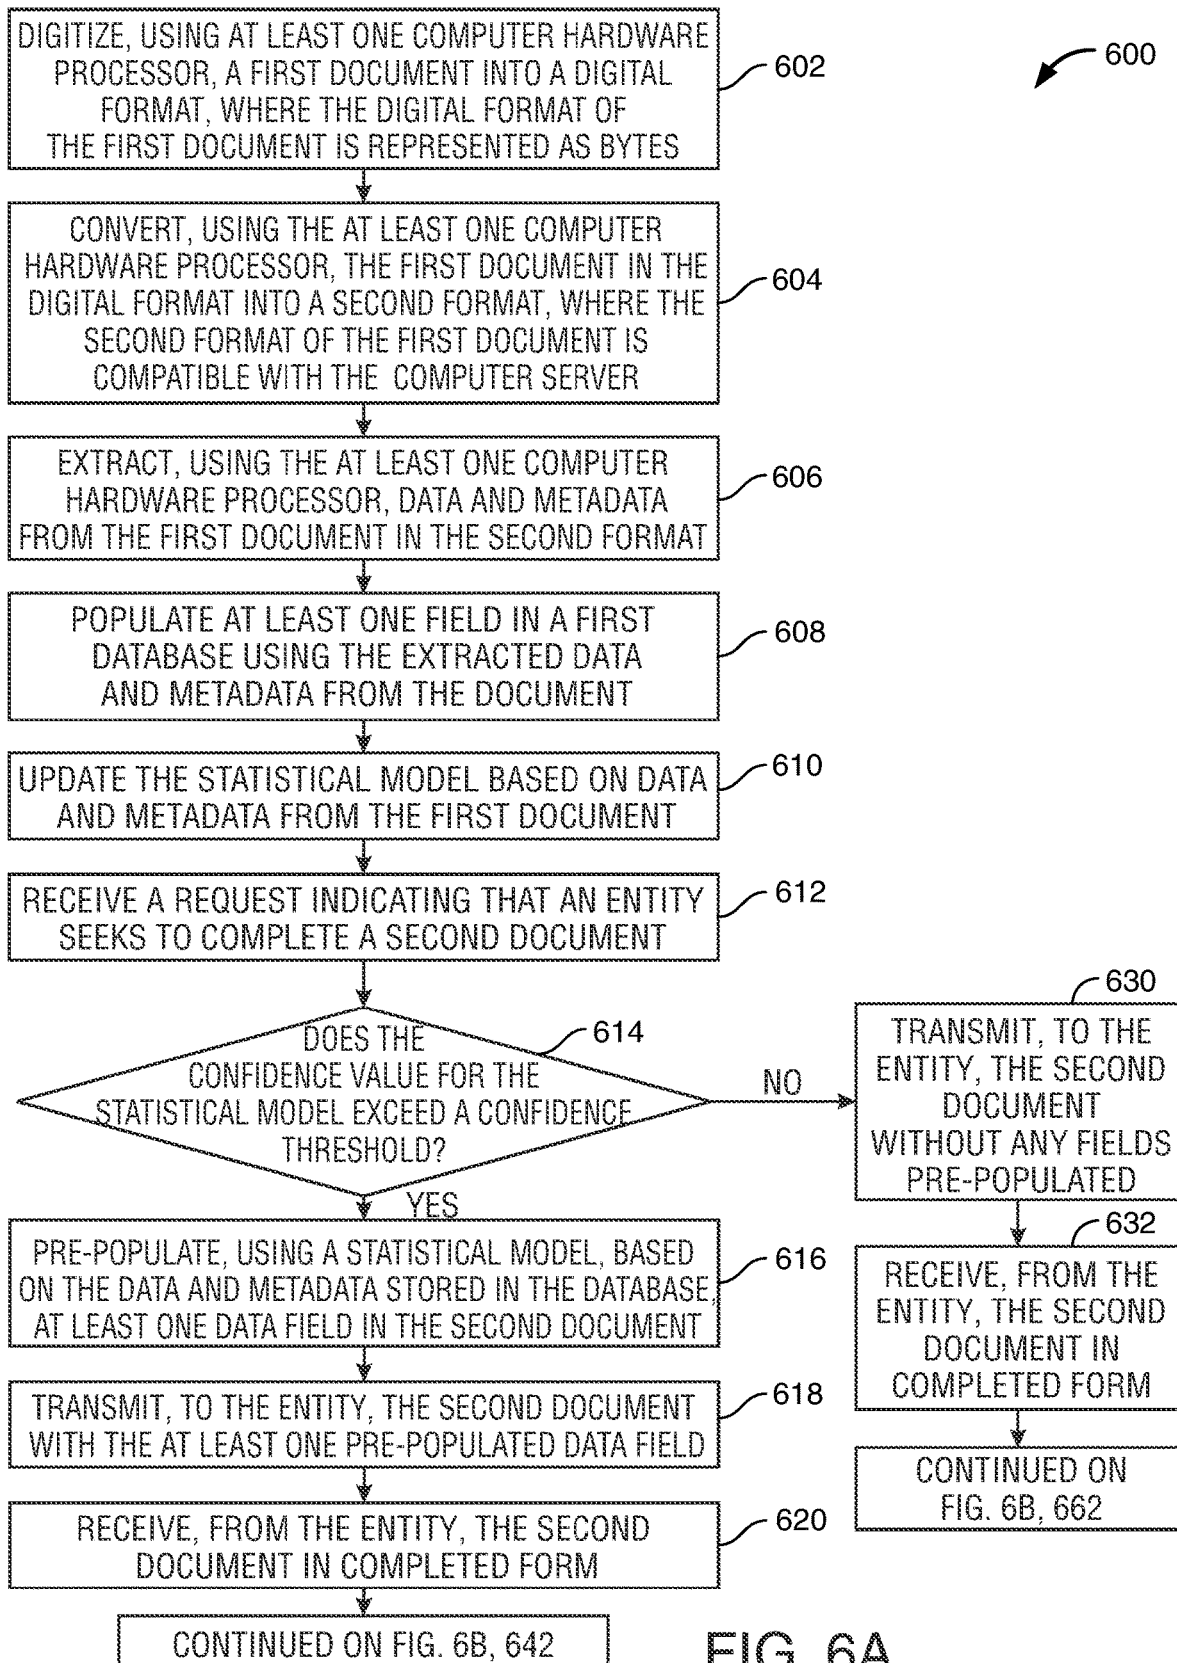 DIGITIZE, USING AT LEAST ONE COMPUTER HARDWARE
PROCESSOR, A FIRST DOCUMENT INTO A DIGITAL
FORMAT, WHERE THE DIGITAL FORMAT OF
THE FIRST DOCUMENT IS REPRESENTED AS BYTES
602
600
CONVERT, USING THE AT LEAST ONE COMPUTER
HARDWARE PROCESSOR, THE FIRST DOCUMENT IN THE
DIGITAL FORMAT INTO A SECOND FORMAT, WHERE THE
SECOND FORMAT OF THE FIRST DOCUMENT IS
COMPATIBLE WITH THE COMPUTER SERVER
604
EXTRACT, USING THE AT LEAST ONE COMPUTER
HARDWARE PROCESSOR, DATA AND METADATA
FROM THE FIRST DOCUMENT IN THE SECOND FORMAT
606
POPULATE AT LEAST ONE FIELD IN A FIRST
DATABASE USING THE EXTRACTED DATA
AND METADATA FROM THE DOCUMENT
608
UPDATE THE STATISTICAL MODEL BASED ON DATA
AND METADATA FROM THE FIRST DOCUMENT
610
RECEIVE A REQUEST INDICATING THAT AN ENTITY
SEEKS TO COMPLETE A SECOND DOCUMENT
612
DOES THE
CONFIDENCE VALUE FOR THE
STATISTICAL MODEL EXCEED A CONFIDENCE
THRESHOLD?
614
NO
YES
PRE-POPULATE, USING A STATISTICAL MODEL, BASED
ON THE DATA AND METADATA STORED IN THE DATABASE,
AT LEAST ONE DATA FIELD IN THE SECOND DOCUMENT
616
TRANSMIT, TO THE ENTITY, THE SECOND DOCUMENT
WITH THE AT LEAST ONE PRE-POPULATED DATA FIELD
618
RECEIVE, FROM THE ENTITY, THE SECOND
DOCUMENT IN COMPLETED FORM
620
CONTINUED ON FIG. 6B, 642
630
TRANSMIT, TO THE
ENTITY, THE SECOND
DOCUMENT
WITHOUT ANY FIELDS
PRE-POPULATED
632
RECEIVE, FROM THE
ENTITY, THE SECOND
DOCUMENT IN
COMPLETED FORM
CONTINUED ON
FIG. 6B, 662
FIG. 6A